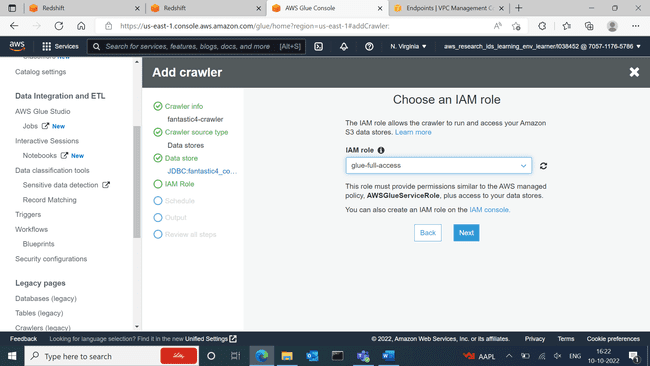 Redshift
Redshift
AWS Glue Console
Endpoints | VPC Management Co
https://us-east-1.console.aws.amazon.com/glue/home?region=us-east-1#addCrawler:
aws
Services
Search for services, features, blogs, docs, and more [Alt+S]
N. Virginia
aws_research_ids_learning_env_learner/I038452 @ 7057-1176-5786
New
Catalog settings
Data Integration and ETL
AWS Glue Studio
Jobs New
Interactive Sessions
Notebooks New
Data classification tools
Sensitive data detection
Record Matching
Triggers
Workflows
Blueprints
Security configurations
Legacy pages
Databases (legacy)
Tables (legacy)
Crawlers (legacy)
Add crawler
Crawler info
fantastic4-crawler
Crawler source type
Data stores
Data store
JDBC:fantastic4_co...
IAM Role
Schedule
Output
Review all steps
Choose an IAM role
The IAM role allows the crawler to run and access your Amazon
S3 data stores. Learn more
IAM role
glue-full-access
This role must provide permissions similar to the AWS managed
policy, AWSGlueServiceRole, plus access to your data stores.
You can also create an IAM role on the IAM console.
Back
Next
Feedback
Looking for language selection? Find it in the new Unified Settings
© 2022, Amazon Web Services, Inc. or its affiliates.
Privacy
Terms
Cookie preferences
Type here to search
AAPL
ENG
16:22
10-10-2022